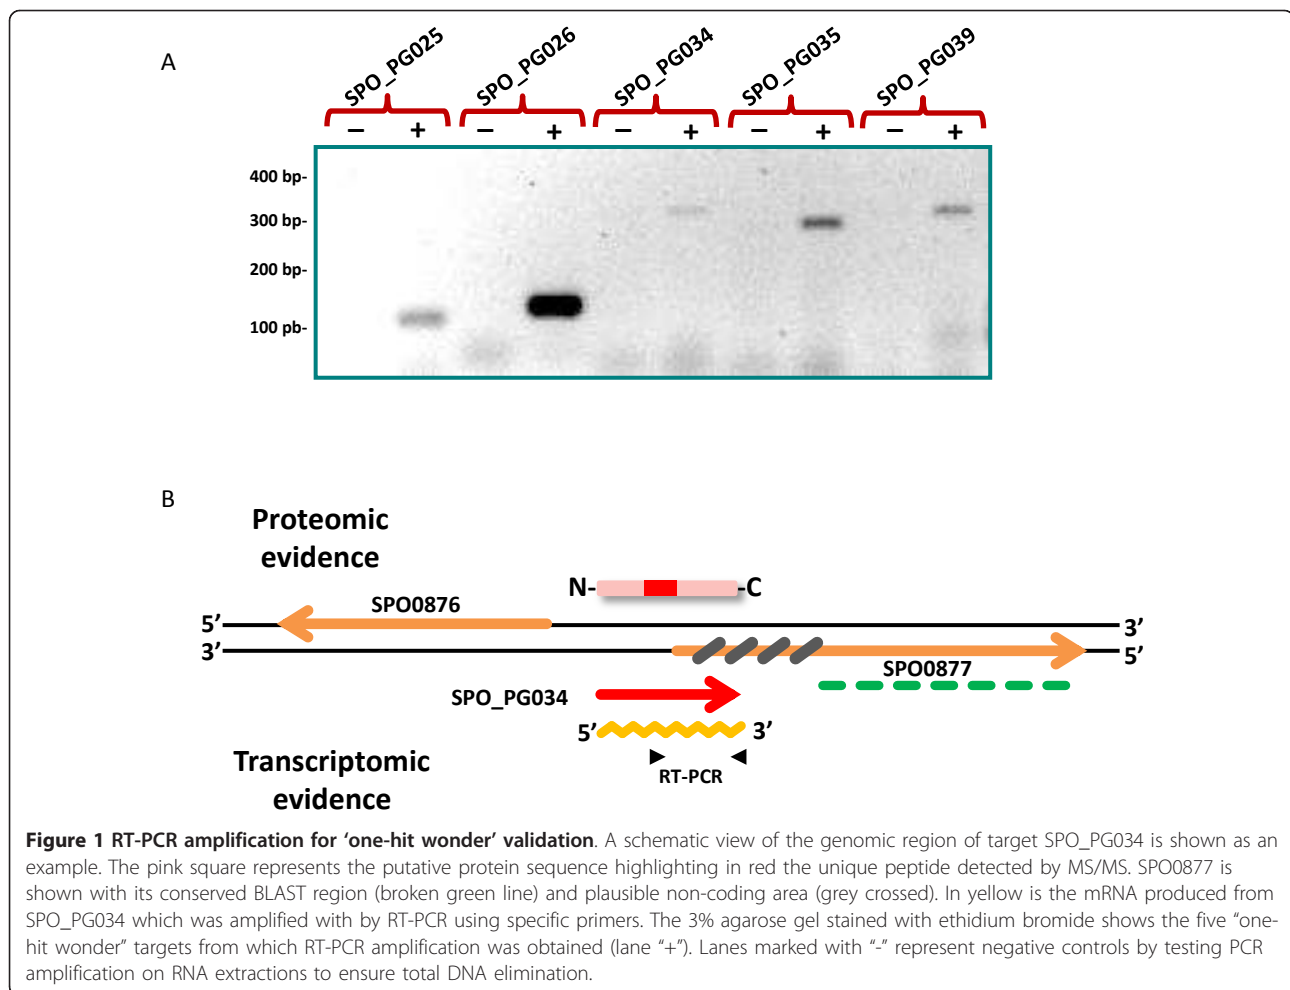 A
SPO_PG025
SPO_PG026
SPO_PG034
SPO_PG035
SPO_PG039
– + – + – + – + – +
400 bp-
300 bp-
200 bp-
100 pb-
B
Proteomic
evidence
N- -C
SPO0876
5’ 3’
3’ 5’
SPO0877
SPO_PG034
5’ 3’
RT-PCR
Transcriptomic
evidence
Figure 1 RT-PCR amplification for ‘one-hit wonder’ validation. A schematic view of the genomic region of target SPO_PG034 is shown as an
example. The pink square represents the putative protein sequence highlighting in red the unique peptide detected by MS/MS. SPO0877 is
shown with its conserved BLAST region (broken green line) and plausible non-coding area (grey crossed). In yellow is the mRNA produced from
SPO_PG034 which was amplified with by RT-PCR using specific primers. The 3% agarose gel stained with ethidium bromide shows the five “one-
hit wonder” targets from which RT-PCR amplification was obtained (lane “+”). Lanes marked with “-” represent negative controls by testing PCR
amplification on RNA extractions to ensure total DNA elimination.